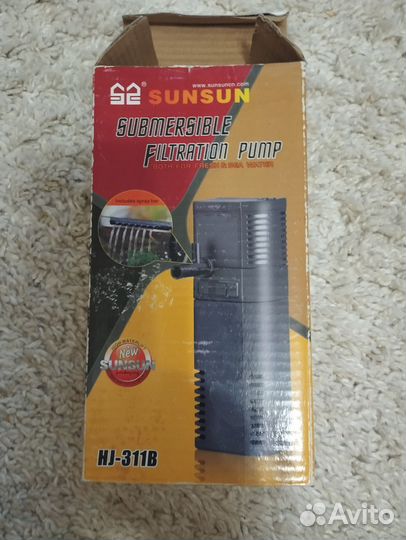 www.sunsuncn.com
® SUNSUN
SUBMERSIBLE
FILTRATION PUMP
BOTH FOR FRESH & SEA WATER
Includes spray bar
New
SUNSUN
HJ-311B
Avito